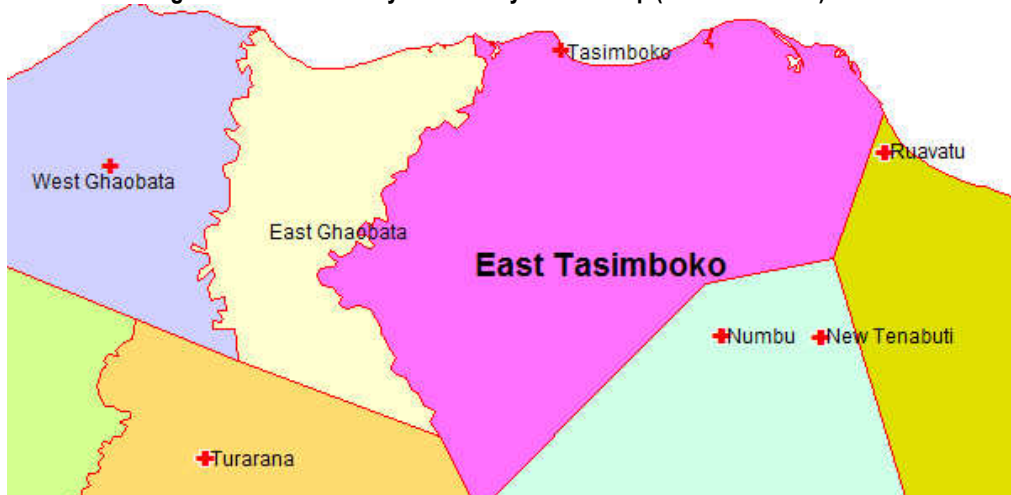 Tasimboko
Ruavatu
West Ghaobata
East Ghaobata
East Tasimboko
Numbu
New Tenabuti
Turarana